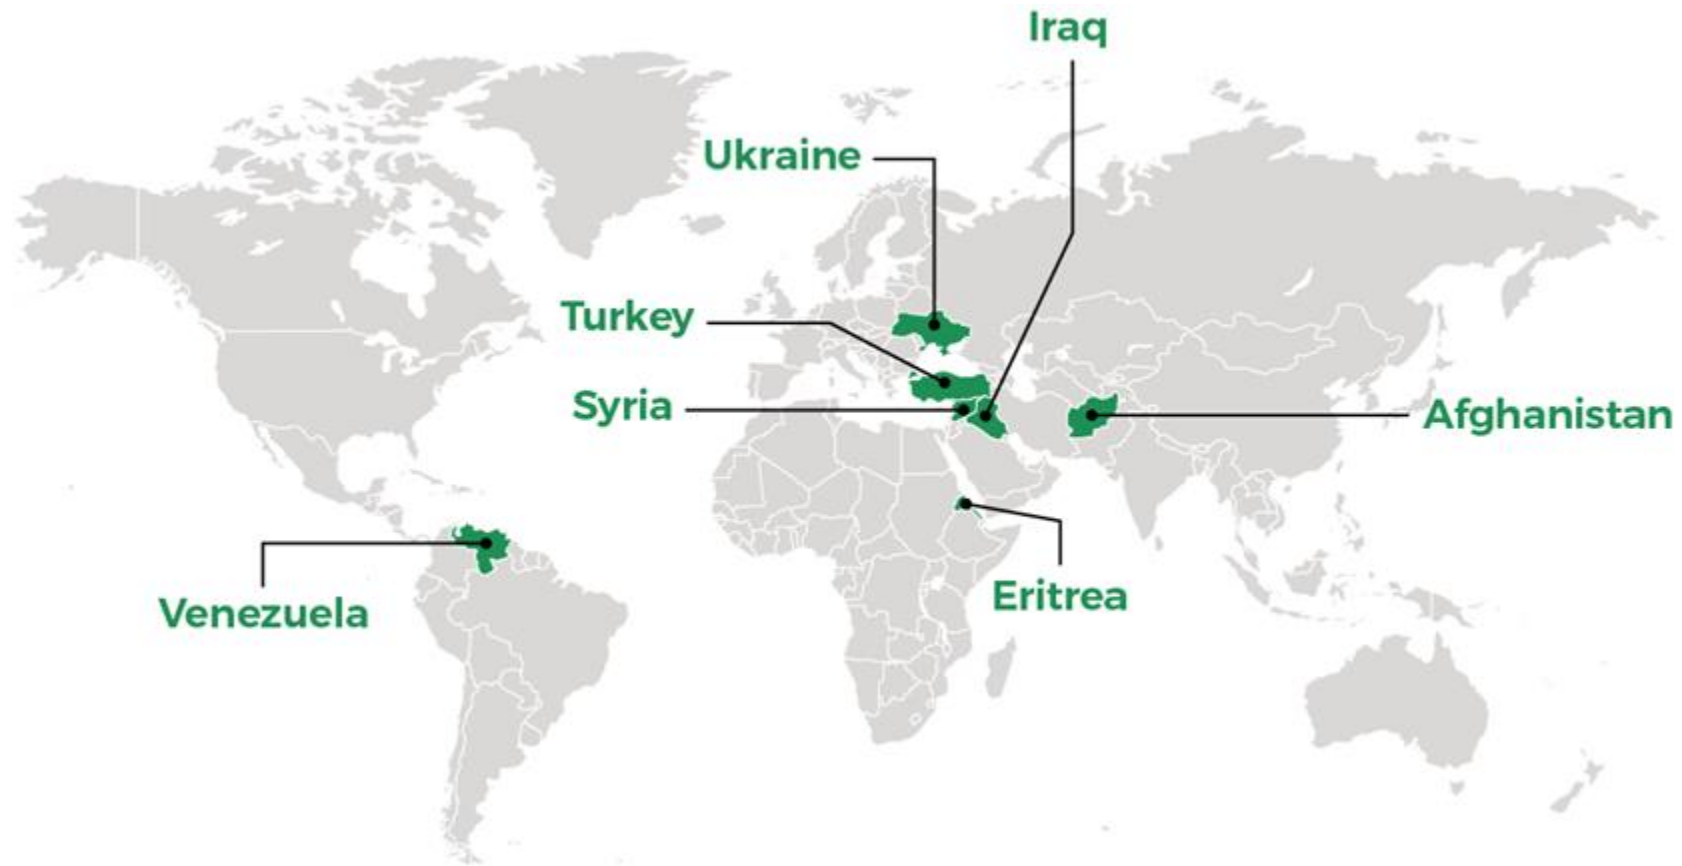 Iraq
Ukraine
Turkey
Syria
Afghanistan
Eritrea
Venezuela